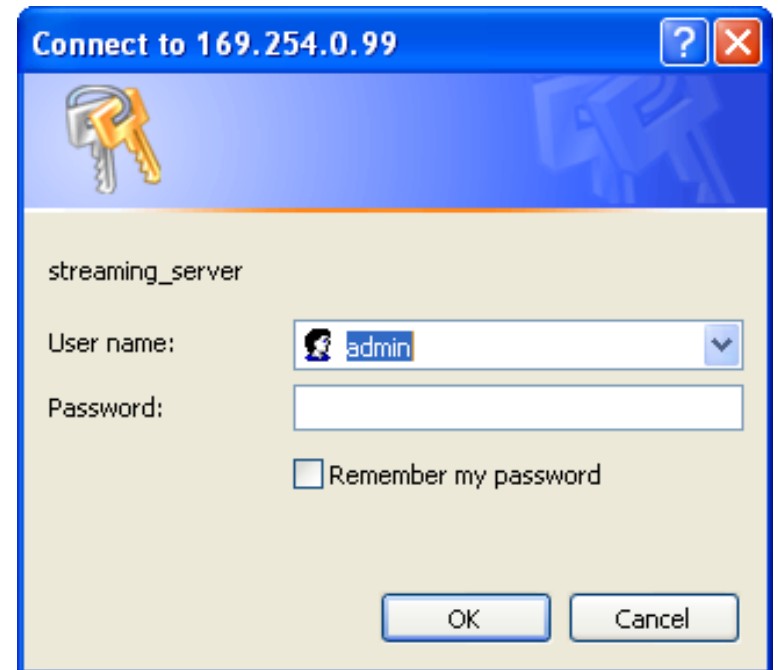 Connect to 169.254.0.99
streaming_server
User name: admin
Password:
Remember my password
OK Cancel